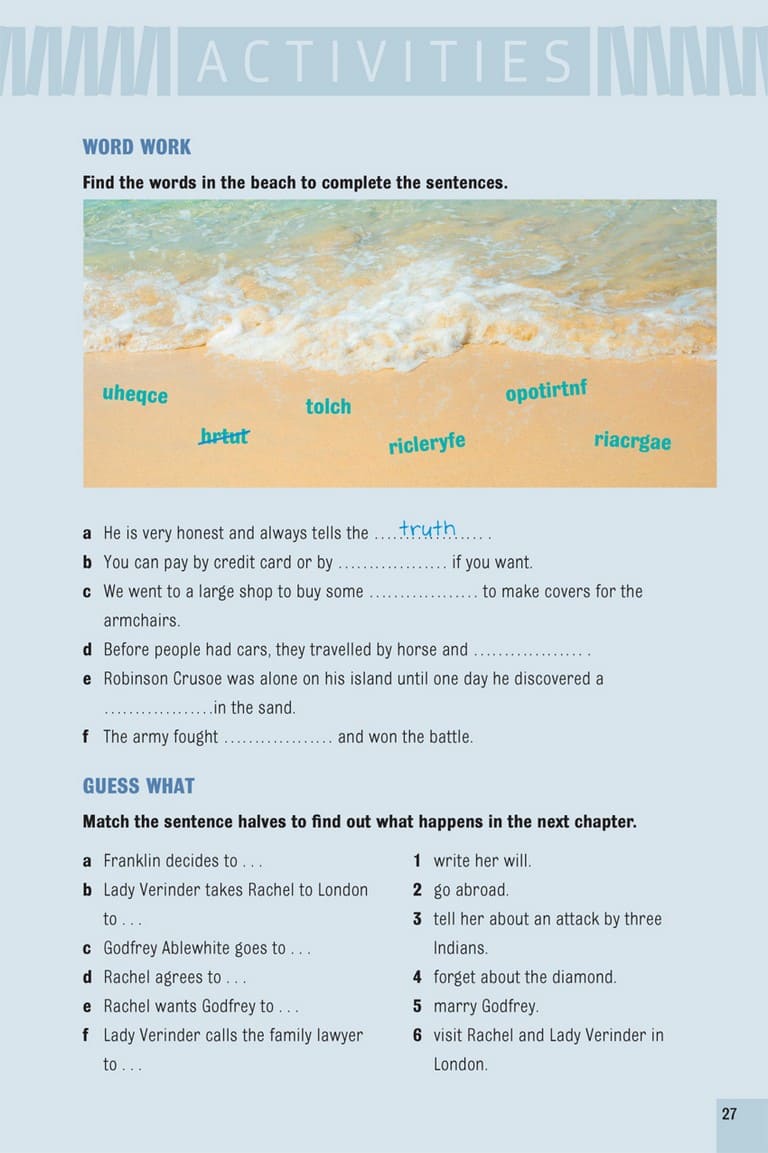 ACTIVITIES
WORD WORK
Find the words in the beach to complete the sentences.
uheqce
tolch
opotirtnf
hrtut
ricleryfe
riacrgae
a He is very honest and always tells the ....truth..... .
b You can pay by credit card or by .................. if you want.
c We went to a large shop to buy some .................. to make covers for the
armchairs.
d Before people had cars, they travelled by horse and .................. .
e Robinson Crusoe was alone on his island until one day he discovered a
..................in the sand.
f The army fought .................. and won the battle.
GUESS WHAT
Match the sentence halves to find out what happens in the next chapter.
a Franklin decides to . . .
b Lady Verinder takes Rachel to London
to . . .
c Godfrey Ablewhite goes to . . .
d Rachel agrees to . . .
e Rachel wants Godfrey to . . .
f Lady Verinder calls the family lawyer
to . . .
1 write her will.
2 go abroad.
3 tell her about an attack by three
Indians.
4 forget about the diamond.
5 marry Godfrey.
6 visit Rachel and Lady Verinder in
London.
27